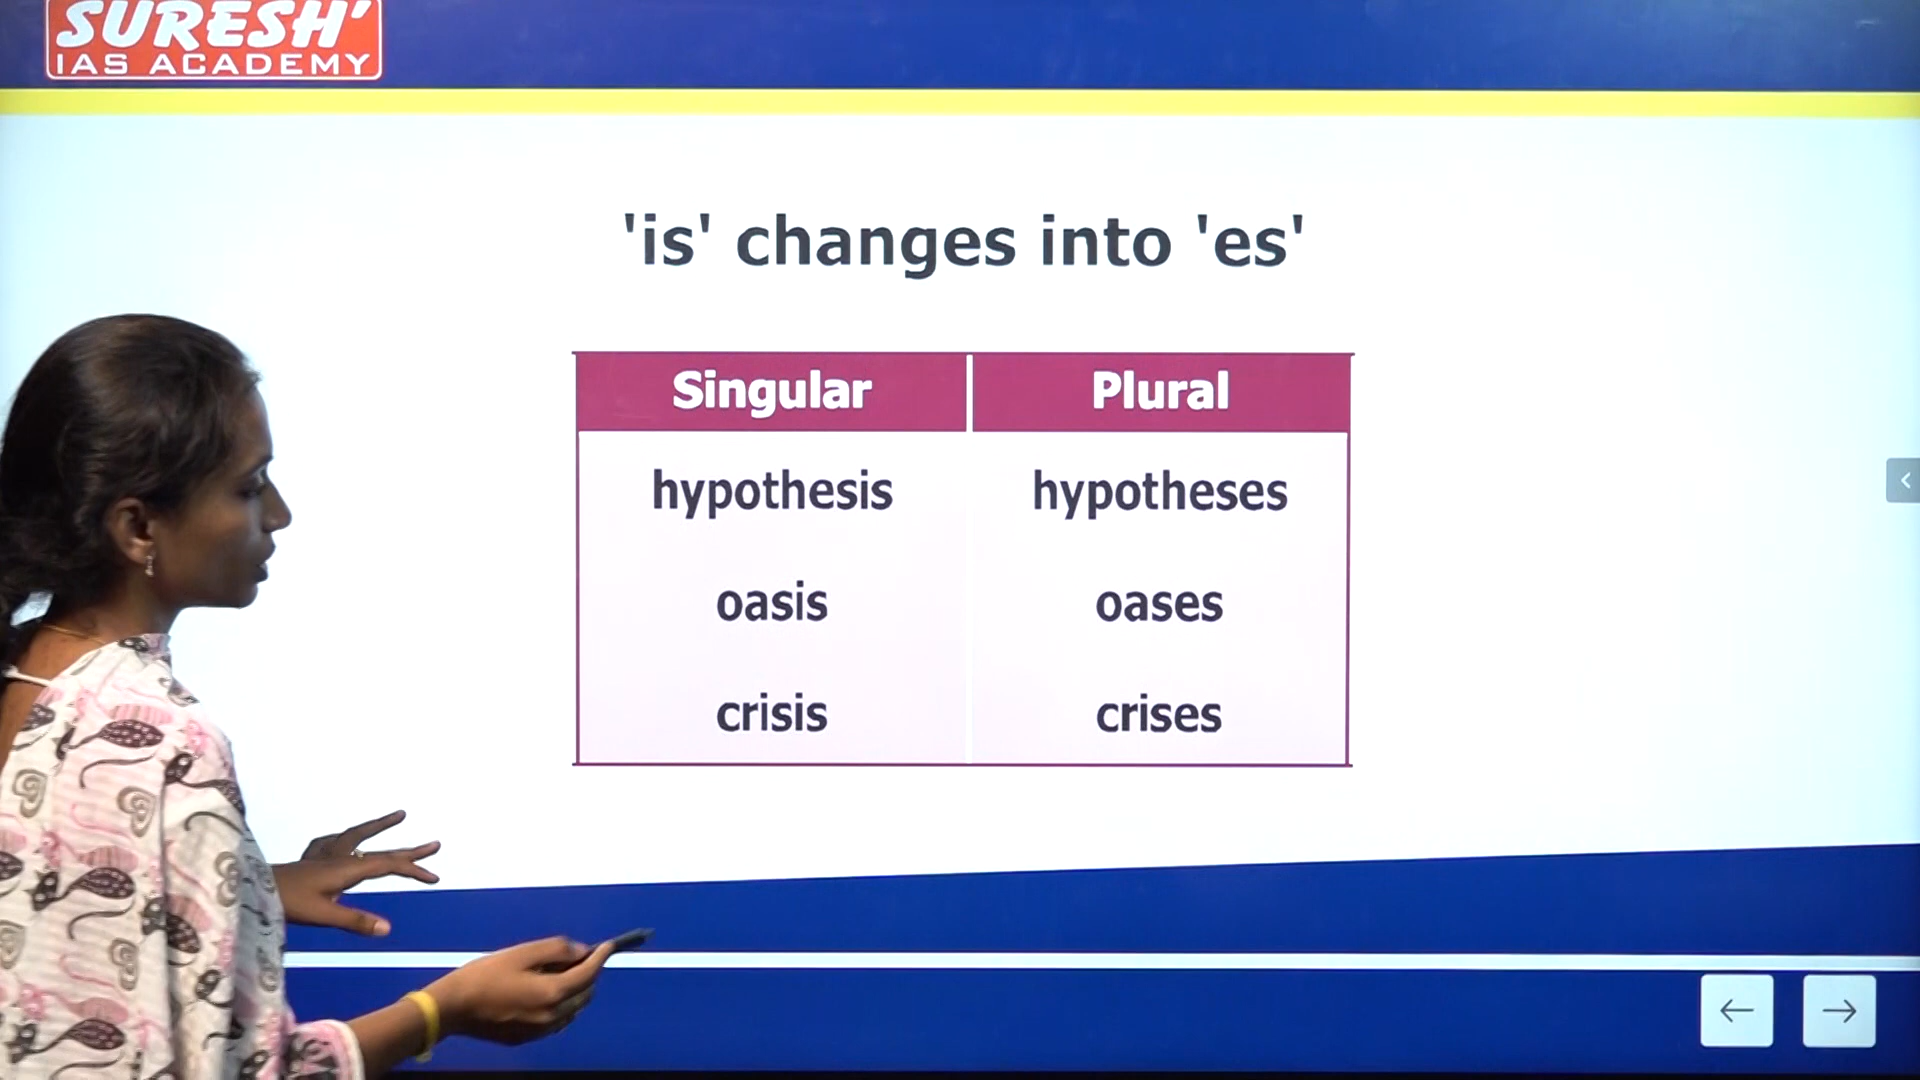 SURESH'
IAS ACADEMY
'is' changes into 'es'
Singular Plural
hypothesis hypotheses
oasis oases
crisis crises